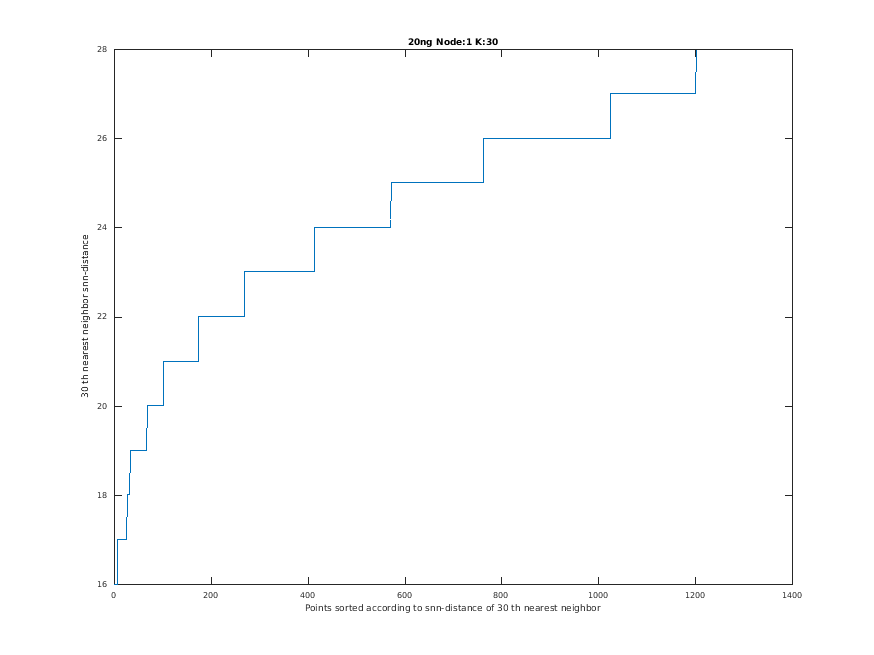 20ng Node:1 K:30
28
26
24
22
20
18
16
30 th nearest neighbor snn-distance
0 200 400 600 800 1000 1200 1400
Points sorted according to snn-distance of 30 th nearest neighbor